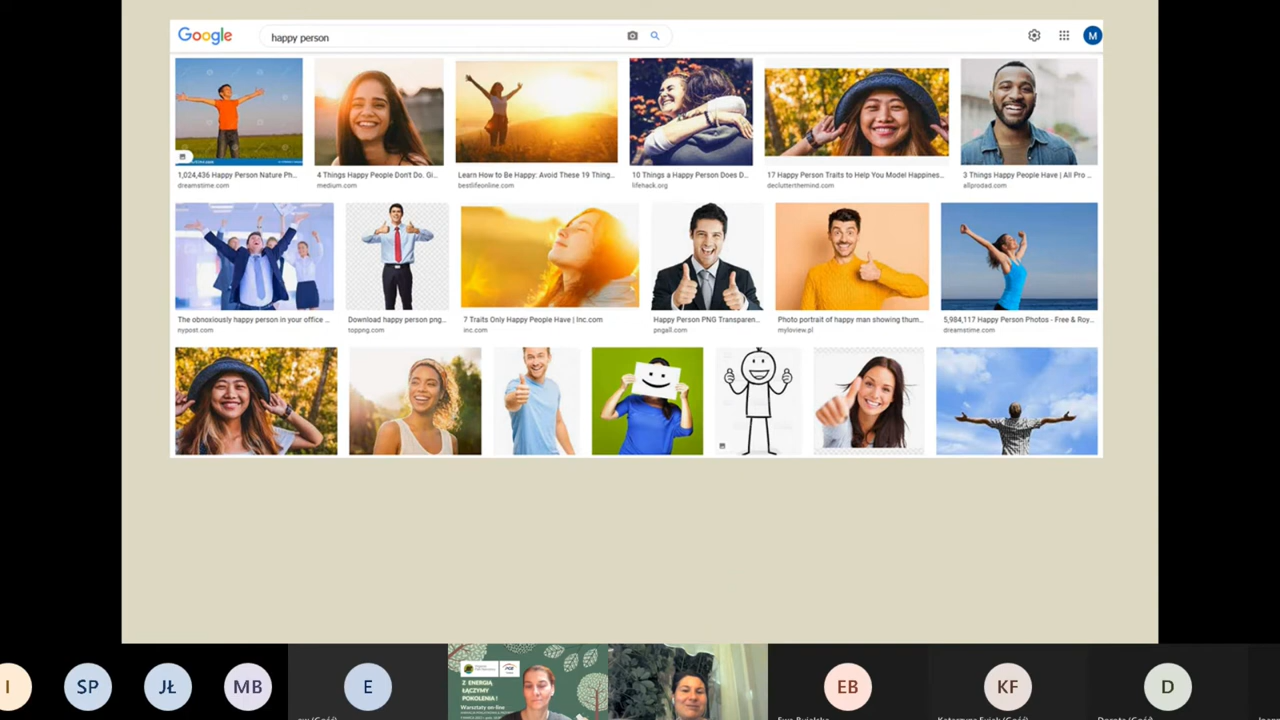 Google
happy person
M
1,024,436 Happy Person Nature Ph...
dreamstime.com
4 Things Happy People Don't Do. Gi...
medium.com
Learn How to Be Happy: Avoid These 19 Thing...
bestlifeonline.com
10 Things a Happy Person Does D...
lifehack.org
17 Happy Person Traits to Help You Model Happines...
declutterthemind.com
3 Things Happy People Have | All Pro ...
allprodad.com
The obnoxiously happy person in your office ...
nypost.com
Download happy person png...
toppng.com
7 Traits Only Happy People Have | Inc.com
inc.com
Happy Person PNG Transparen...
pngall.com
Photo portrait of happy man showing thum...
myloview.pl
5,984,117 Happy Person Photos - Free & Roy...
dreamstime.com
I
SP
JŁ
MB
E
Z ENERGIĄ
ŁĄCZYMY
POKOLENIA !
Warsztaty on-line
EB
KF
D